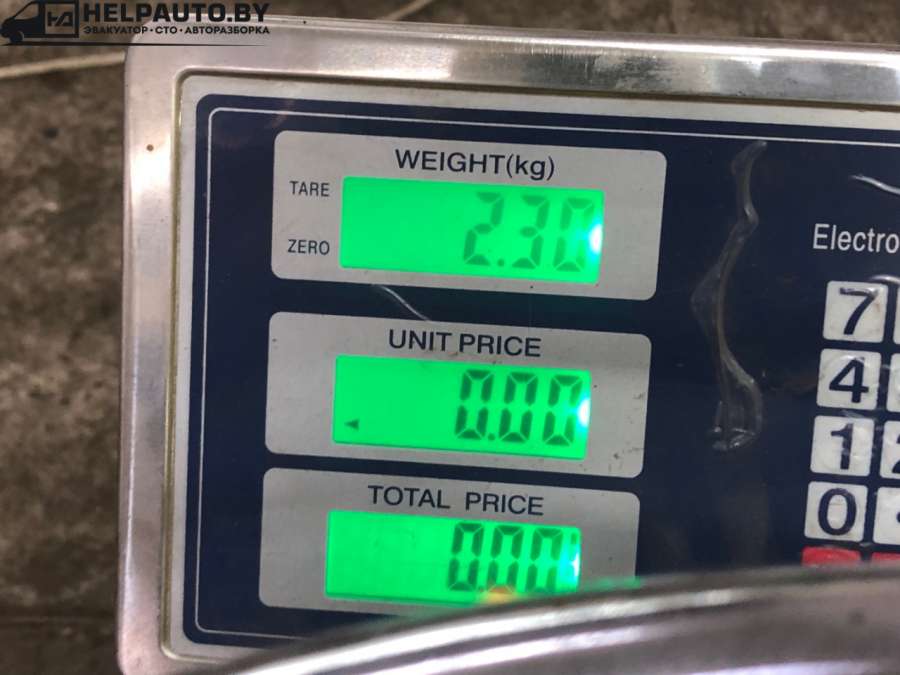 HELPAUTO.BY
ЭВАКУАТОР•СТО•АВТОРАЗБОРКА
WEIGHT(kg)
TARE
2.30
ZERO
Electro
UNIT PRICE
7
0.00
4
1
TOTAL PRICE
0
0.00